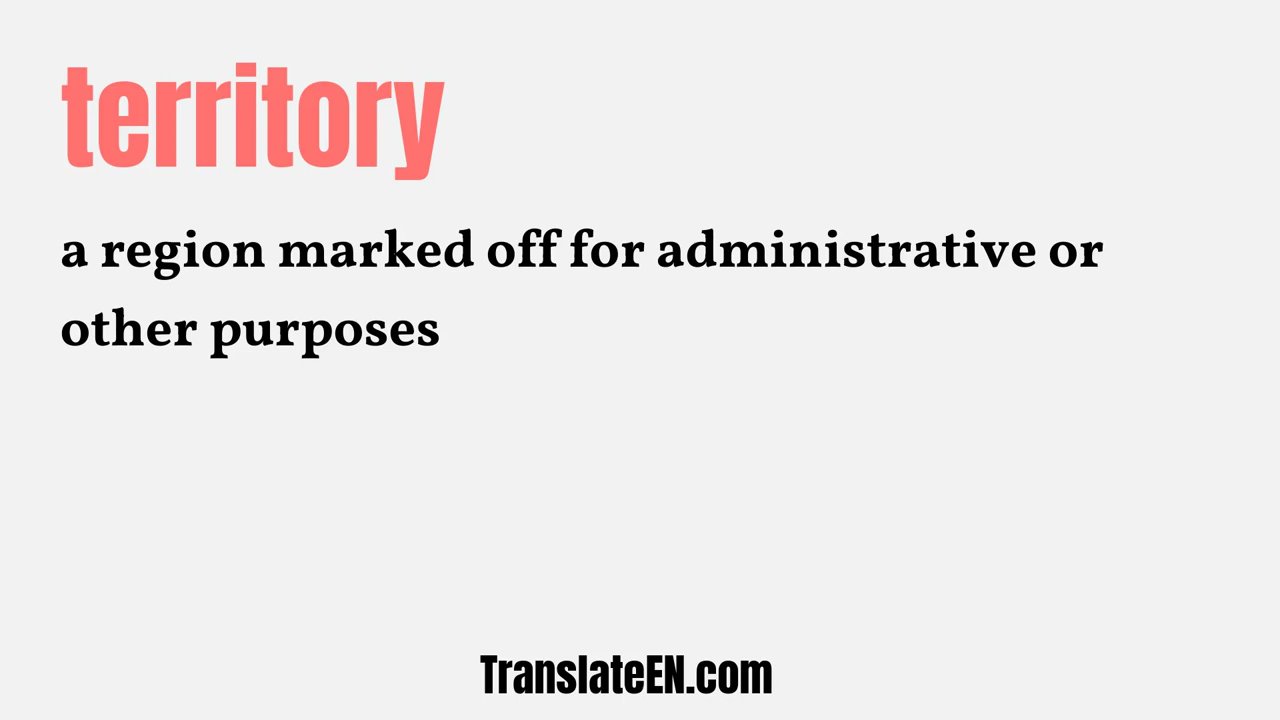 territory
a region marked off for administrative or
other purposes
TranslateEN.com